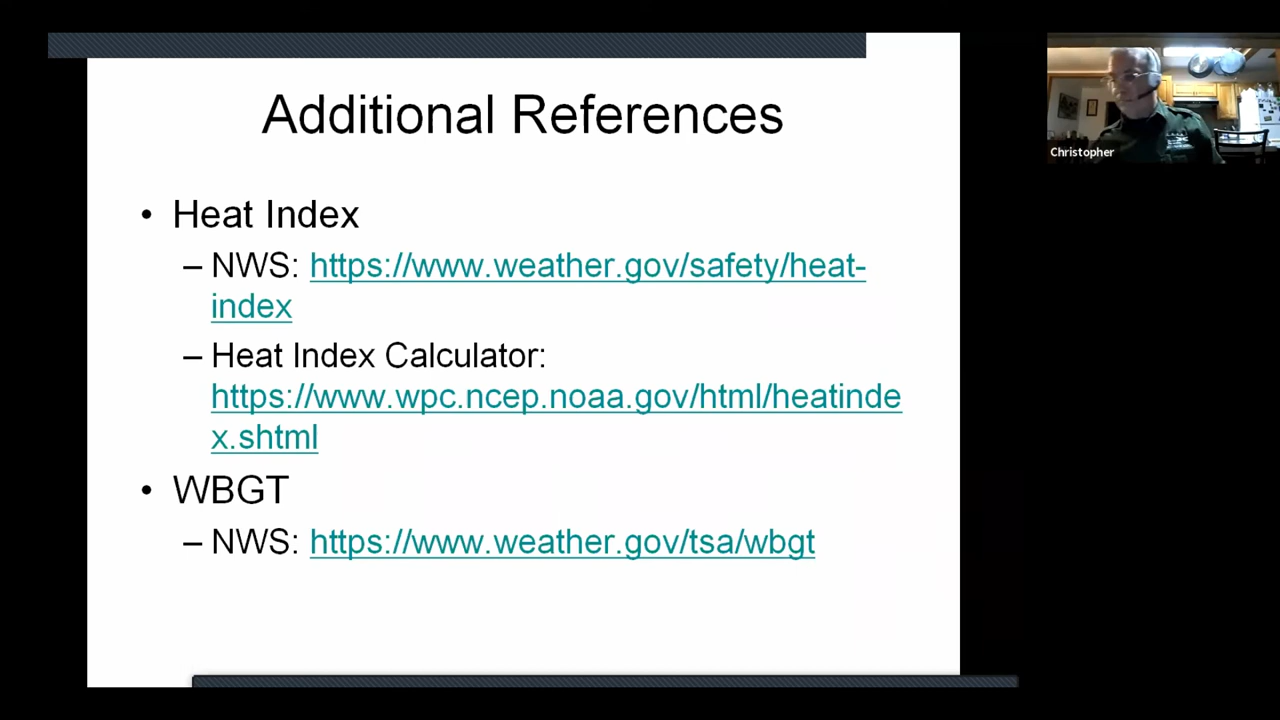 Additional References
• Heat Index
– NWS: https://www.weather.gov/safety/heat-
index
– Heat Index Calculator:
https://www.wpc.ncep.noaa.gov/html/heatinde
x.shtml
• WBGT
– NWS: https://www.weather.gov/tsa/wbgt
Christopher